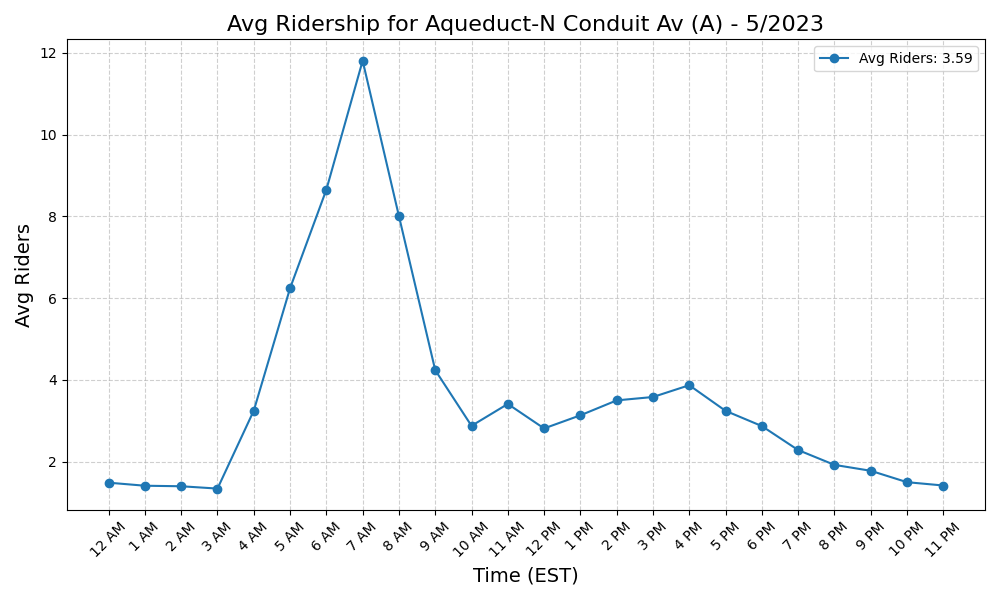 Avg Ridership for Aqueduct-N Conduit Av (A) - 5/2023
Avg Riders: 3.59
Avg Riders
12
10
8
6
4
2
12 AM
1 AM
2 AM
3 AM
4 AM
5 AM
6 AM
7 AM
8 AM
9 AM
10 AM
11 AM
12 PM
1 PM
2 PM
3 PM
4 PM
5 PM
6 PM
7 PM
8 PM
9 PM
10 PM
11 PM
Time (EST)